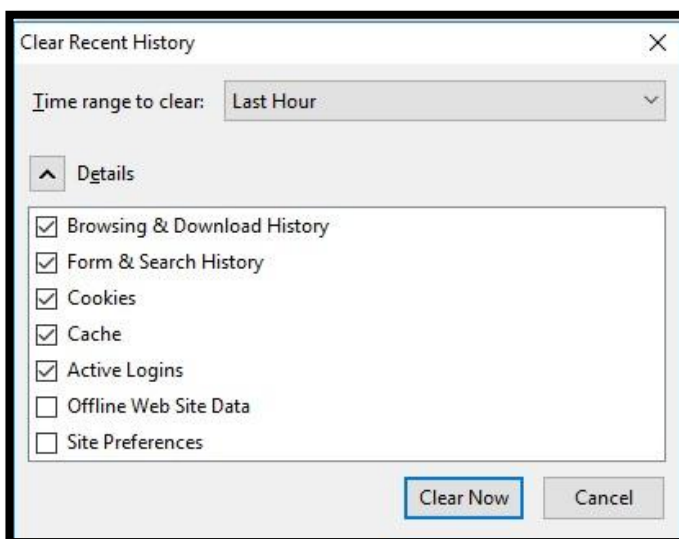 Clear Recent History
Time range to clear: Last Hour
Details
Browsing & Download History
Form & Search History
Cookies
Cache
Active Logins
Offline Web Site Data
Site Preferences
Clear Now Cancel